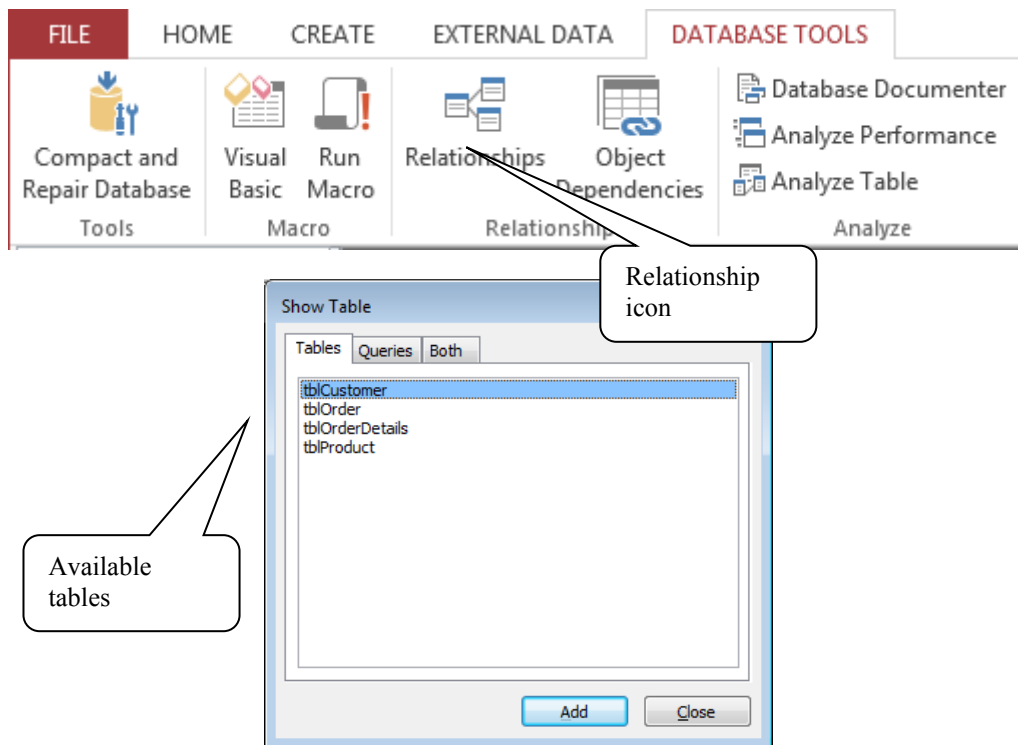 FILE HOME CREATE EXTERNAL DATA DATABASE TOOLS
Compact and
Repair Database
Visual
Basic
Run
Macro
Relationships
Object
Dependencies
Database Documenter
Analyze Performance
Analyze Table
Tools Macro Relationship Analyze
Relationship
icon
Show Table
Tables Queries Both
tblCustomer
tblOrder
tblOrderDetails
tblProduct
Available
tables
Add Close